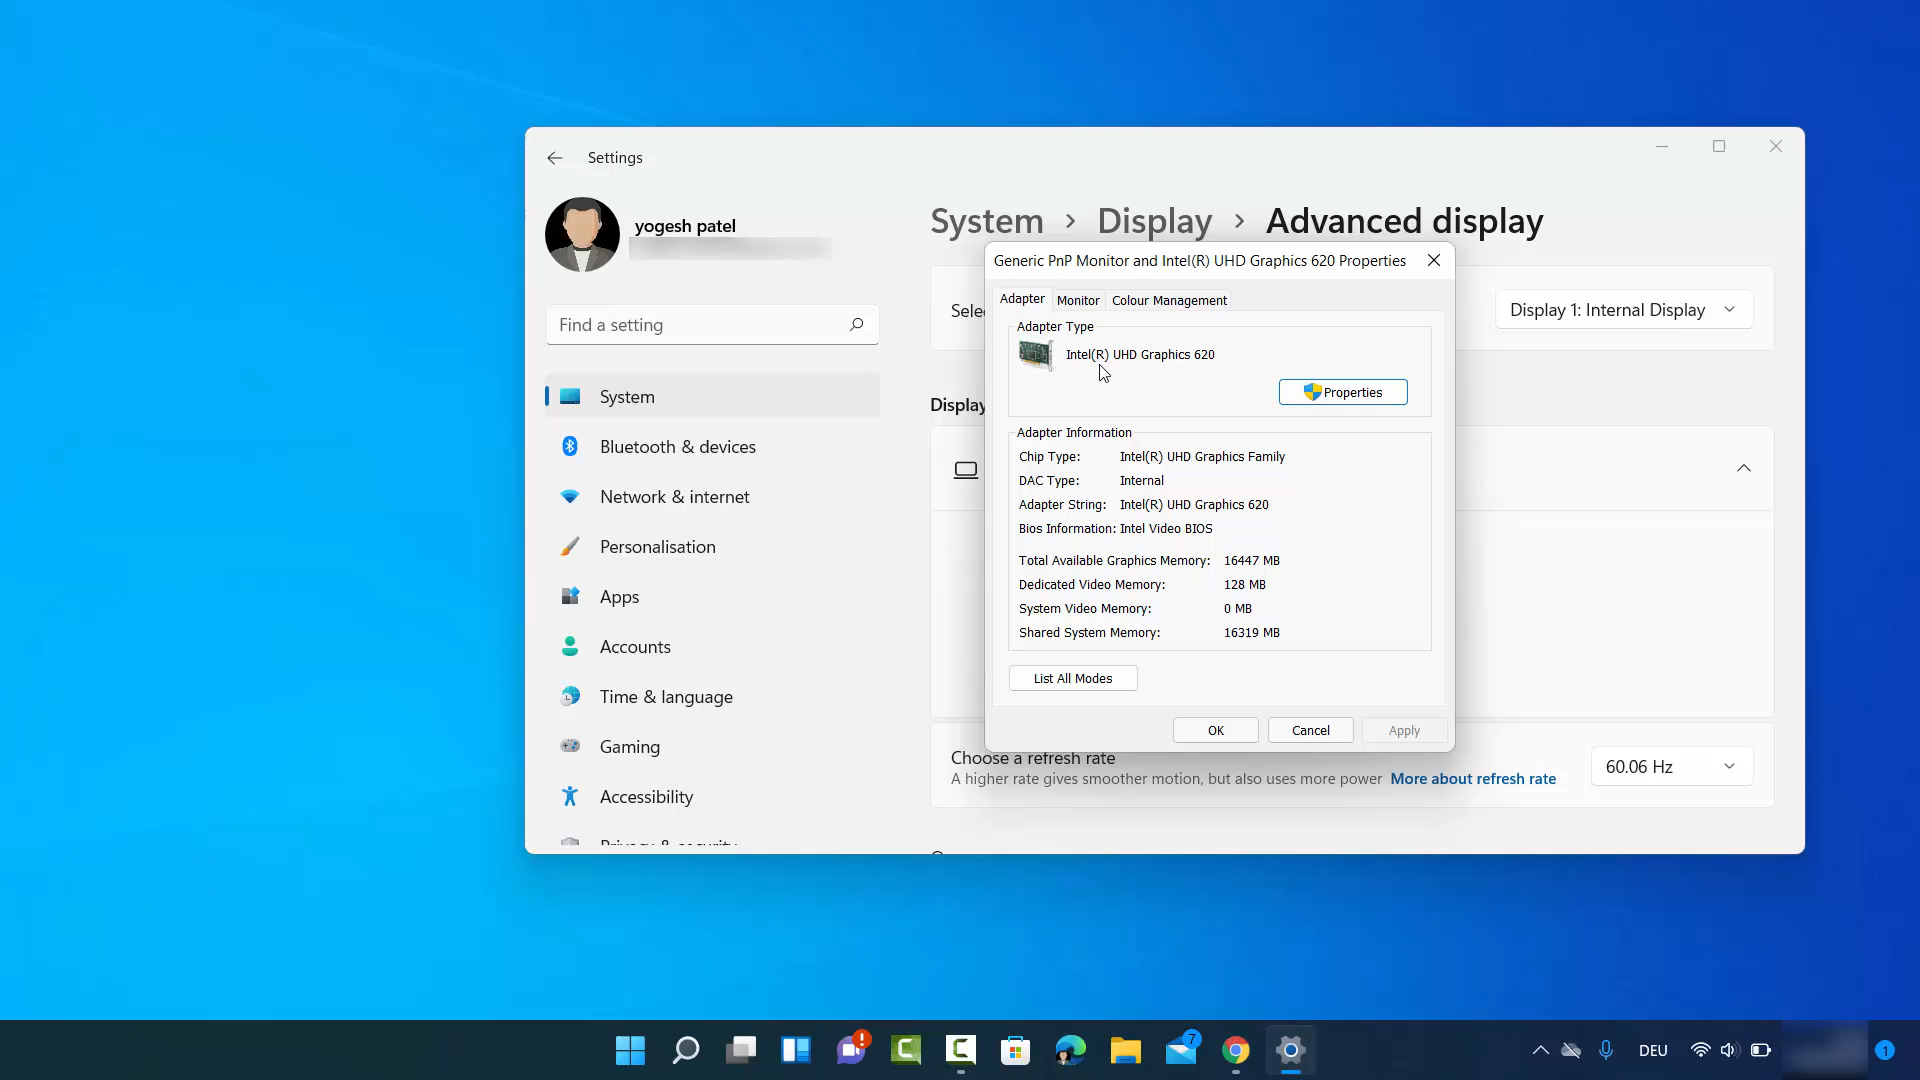 Settings
yogesh patel
Find a setting
System
Bluetooth & devices
Network & internet
Personalisation
Apps
Accounts
Time & language
Gaming
Accessibility
Privacy & security
System › Display › Advanced display
Display 1: Internal Display
Display
Generic PnP Monitor and Intel(R) UHD Graphics 620 Properties
Adapter Monitor Colour Management
Adapter Type
Intel(R) UHD Graphics 620
Properties
Adapter Information
Chip Type: Intel(R) UHD Graphics Family
DAC Type: Internal
Adapter String: Intel(R) UHD Graphics 620
Bios Information: Intel Video BIOS
Total Available Graphics Memory: 16447 MB
Dedicated Video Memory: 128 MB
System Video Memory: 0 MB
Shared System Memory: 16319 MB
List All Modes
OK Cancel Apply
Choose a refresh rate
A higher rate gives smoother motion, but also uses more power More about refresh rate
60.06 Hz
7
DEU
1